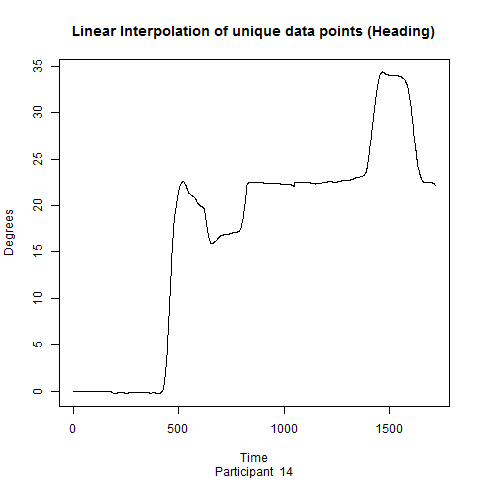 Linear Interpolation of unique data points (Heading)
Degrees
35
30
25
20
15
10
5
0
0 500 1000 1500
Time
Participant 14